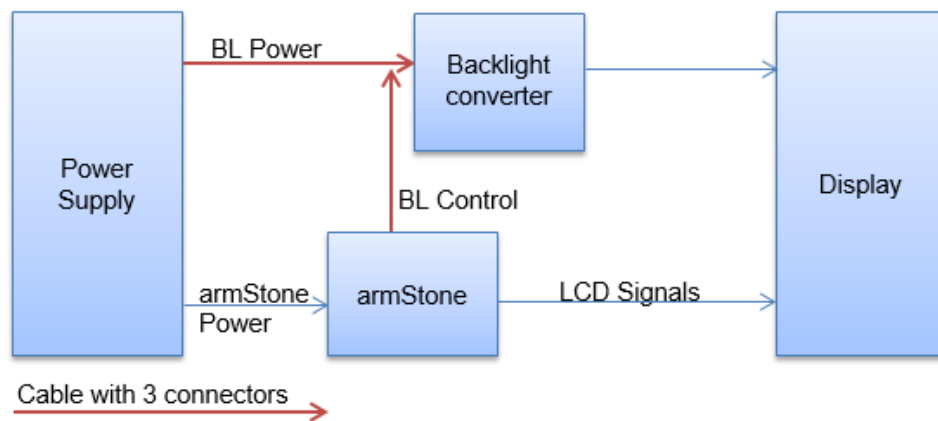 BL Power
Backlight
converter
Power
Supply
Display
BL Control
armStone
Power
armStone
LCD Signals
Cable with 3 connectors